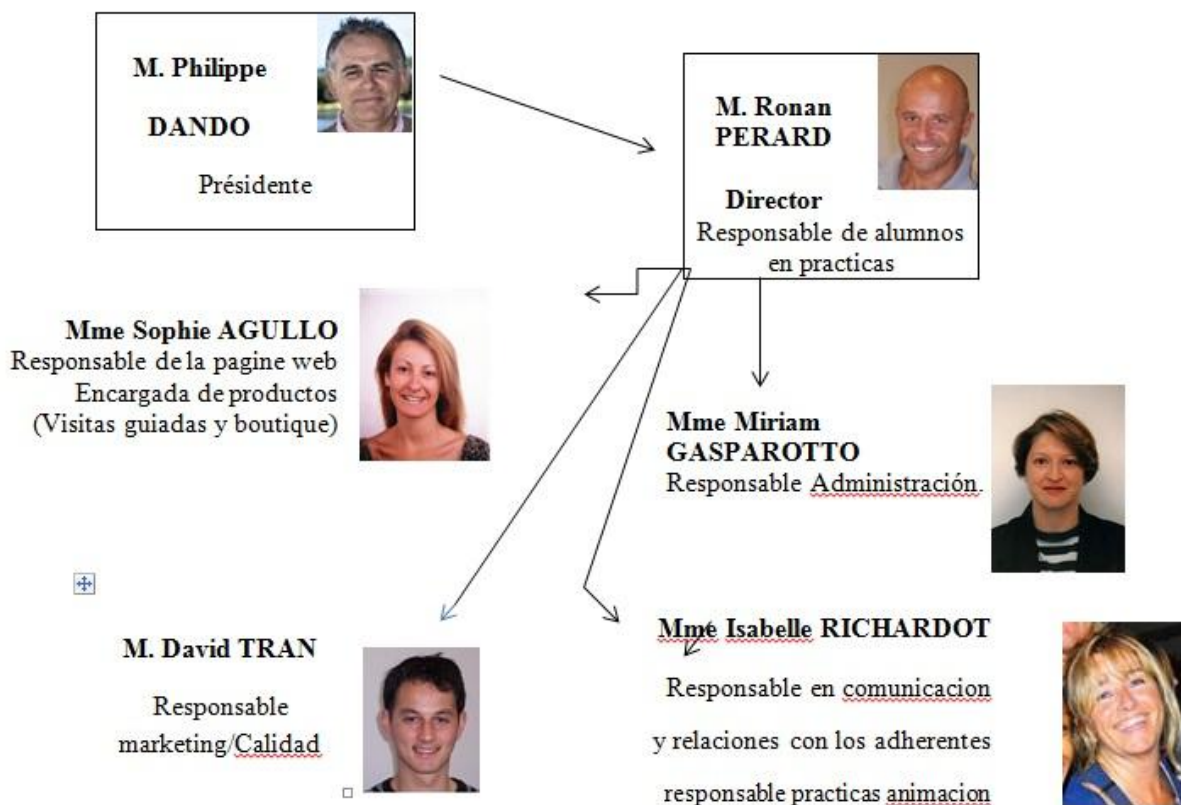 M. Philippe
DANDO
Présidente
M. Ronan
PERARD
Director
Responsable de alumnos
en practicas
Mme Sophie AGULLO
Responsable de la pagine web
Encargada de productos
(Visitas guiadas y boutique)
Mme Miriam
GASPAROTTO
Responsable Administración.
M. David TRAN
Responsable
marketing/Calidad
Mme Isabelle RICHARDOT
Responsable en comunicacion
y relaciones con los adherentes
responsable practicas animacion